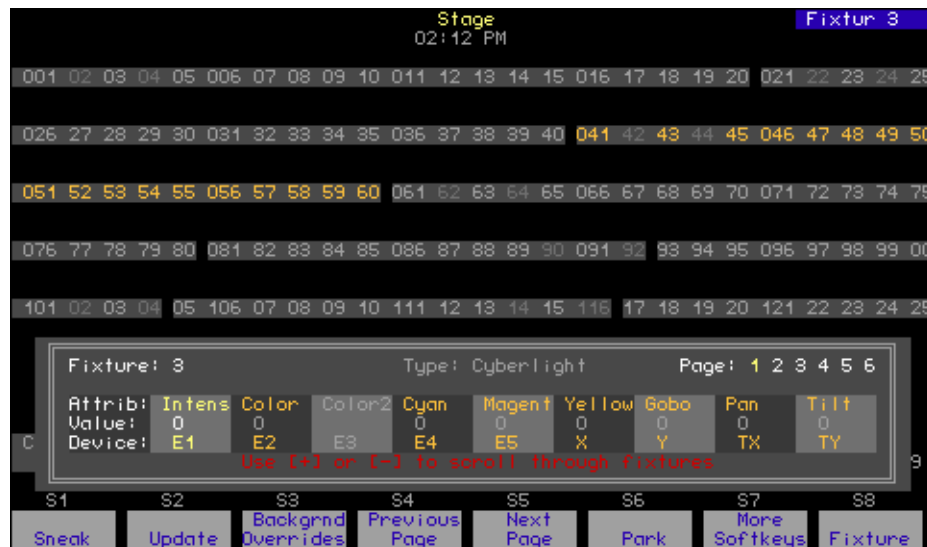 Stage Fixtur 3
02:12 PM
001 02 03 04 05 006 07 08 09 10 011 12 13 14 15 016 17 18 19 20 021 22 23 24 25
026 27 28 29 30 031 32 33 34 35 036 37 38 39 40 041 42 43 44 45 046 47 48 49 50
051 52 53 54 55 056 57 58 59 60 061 62 63 64 65 066 67 68 69 70 071 72 73 74 75
076 77 78 79 80 081 82 83 84 85 086 87 88 89 90 091 92 93 94 95 096 97 98 99 00
101 02 03 04 05 106 07 08 09 10 111 12 13 14 15 116 17 18 19 20 121 22 23 24 25
Fixture: 3 Type: Cyberlight Page: 1 2 3 4 5 6
Attrib: Intens Color Color2 Cyan Magent Yellow Gobo Pan Tilt
Value: 0 0 0 0 0 0 0 0
C Device: E1 E2 E3 E4 E5 X Y TX TY
Use [+] or [-] to scroll through fixtures 9
S1 S2 S3 S4 S5 S6 S7 S8
Backgrnd Previous Next More
Sneak Update Overrides Page Page Park Softkeys Fixture